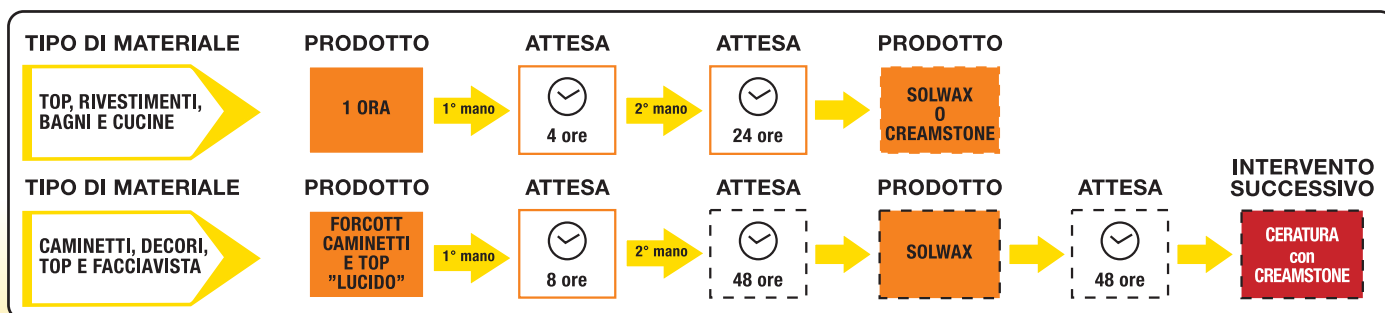 TIPO DI MATERIALE
PRODOTTO
ATTESA
ATTESA
PRODOTTO
TOP, RIVESTIMENTI,
BAGNI E CUCINE
1 ORA
1° mano
4 ore
2° mano
24 ore
SOLWAX
O
CREAMSTONE
TIPO DI MATERIALE
PRODOTTO
ATTESA
ATTESA
PRODOTTO
ATTESA
INTERVENTO
SUCCESSIVO
CAMINETTI, DECORI,
TOP E FACCIAVISTA
FORCOTT
CAMINETTI
E TOP
"LUCIDO"
1° mano
8 ore
2° mano
48 ore
SOLWAX
48 ore
CERATURA
con
CREAMSTONE